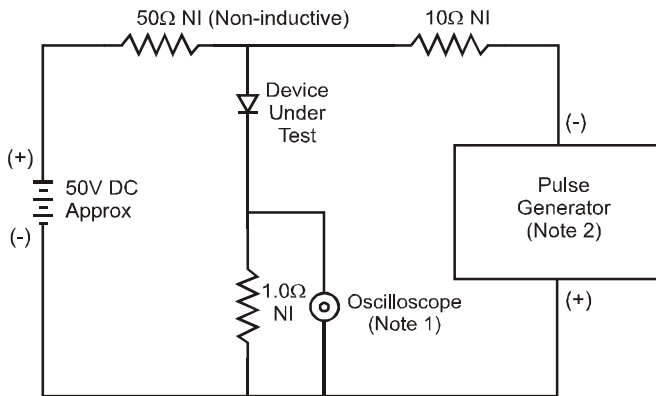 50Ω NI (Non-inductive)
10Ω NI
Device
Under
Test
(-)
(+)
50V DC
Approx
(-)
Pulse
Generator
(Note 2)
1.0Ω
NI
Oscilloscope
(Note 1)
(+)